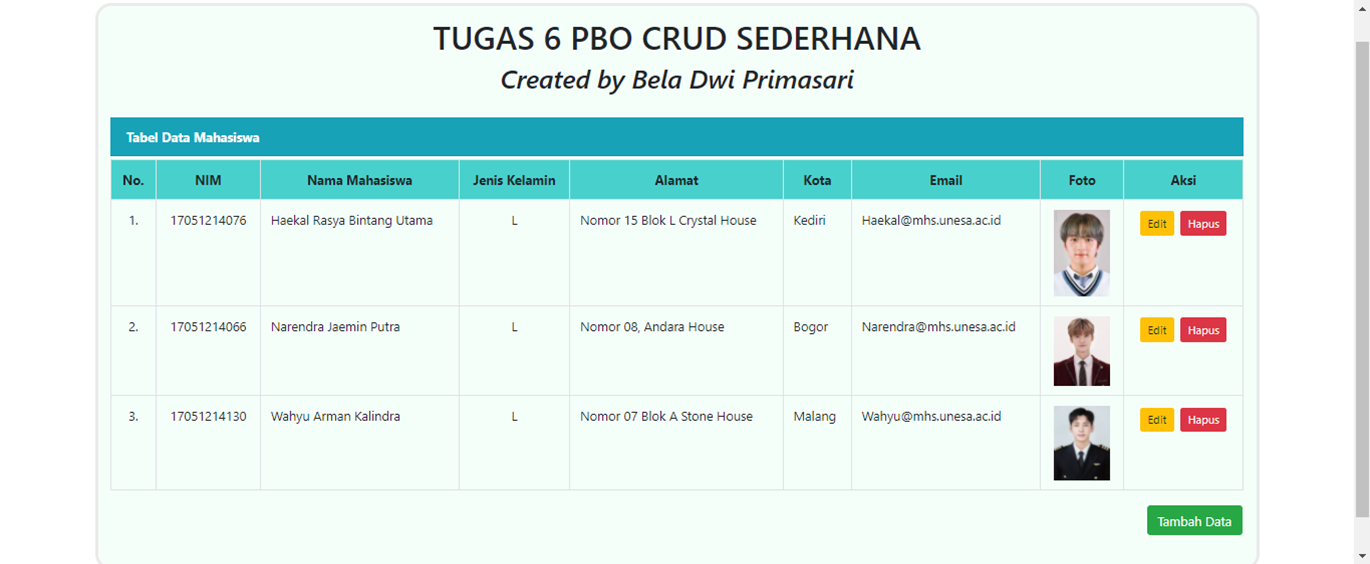 TUGAS 6 PBO CRUD SEDERHANA
Created by Bela Dwi Primasari
Tabel Data Mahasiswa
No. NIM Nama Mahasiswa Jenis Kelamin Alamat Kota Email Foto Aksi
1. 17051214076 Haekal Rasya Bintang Utama L Nomor 15 Blok L Crystal House Kediri Haekal@mhs.unesa.ac.id Edit Hapus
2. 17051214066 Narendra Jaemin Putra L Nomor 08, Andara House Bogor Narendra@mhs.unesa.ac.id Edit Hapus
3. 17051214130 Wahyu Arman Kalindra L Nomor 07 Blok A Stone House Malang Wahyu@mhs.unesa.ac.id Edit Hapus
Tambah Data